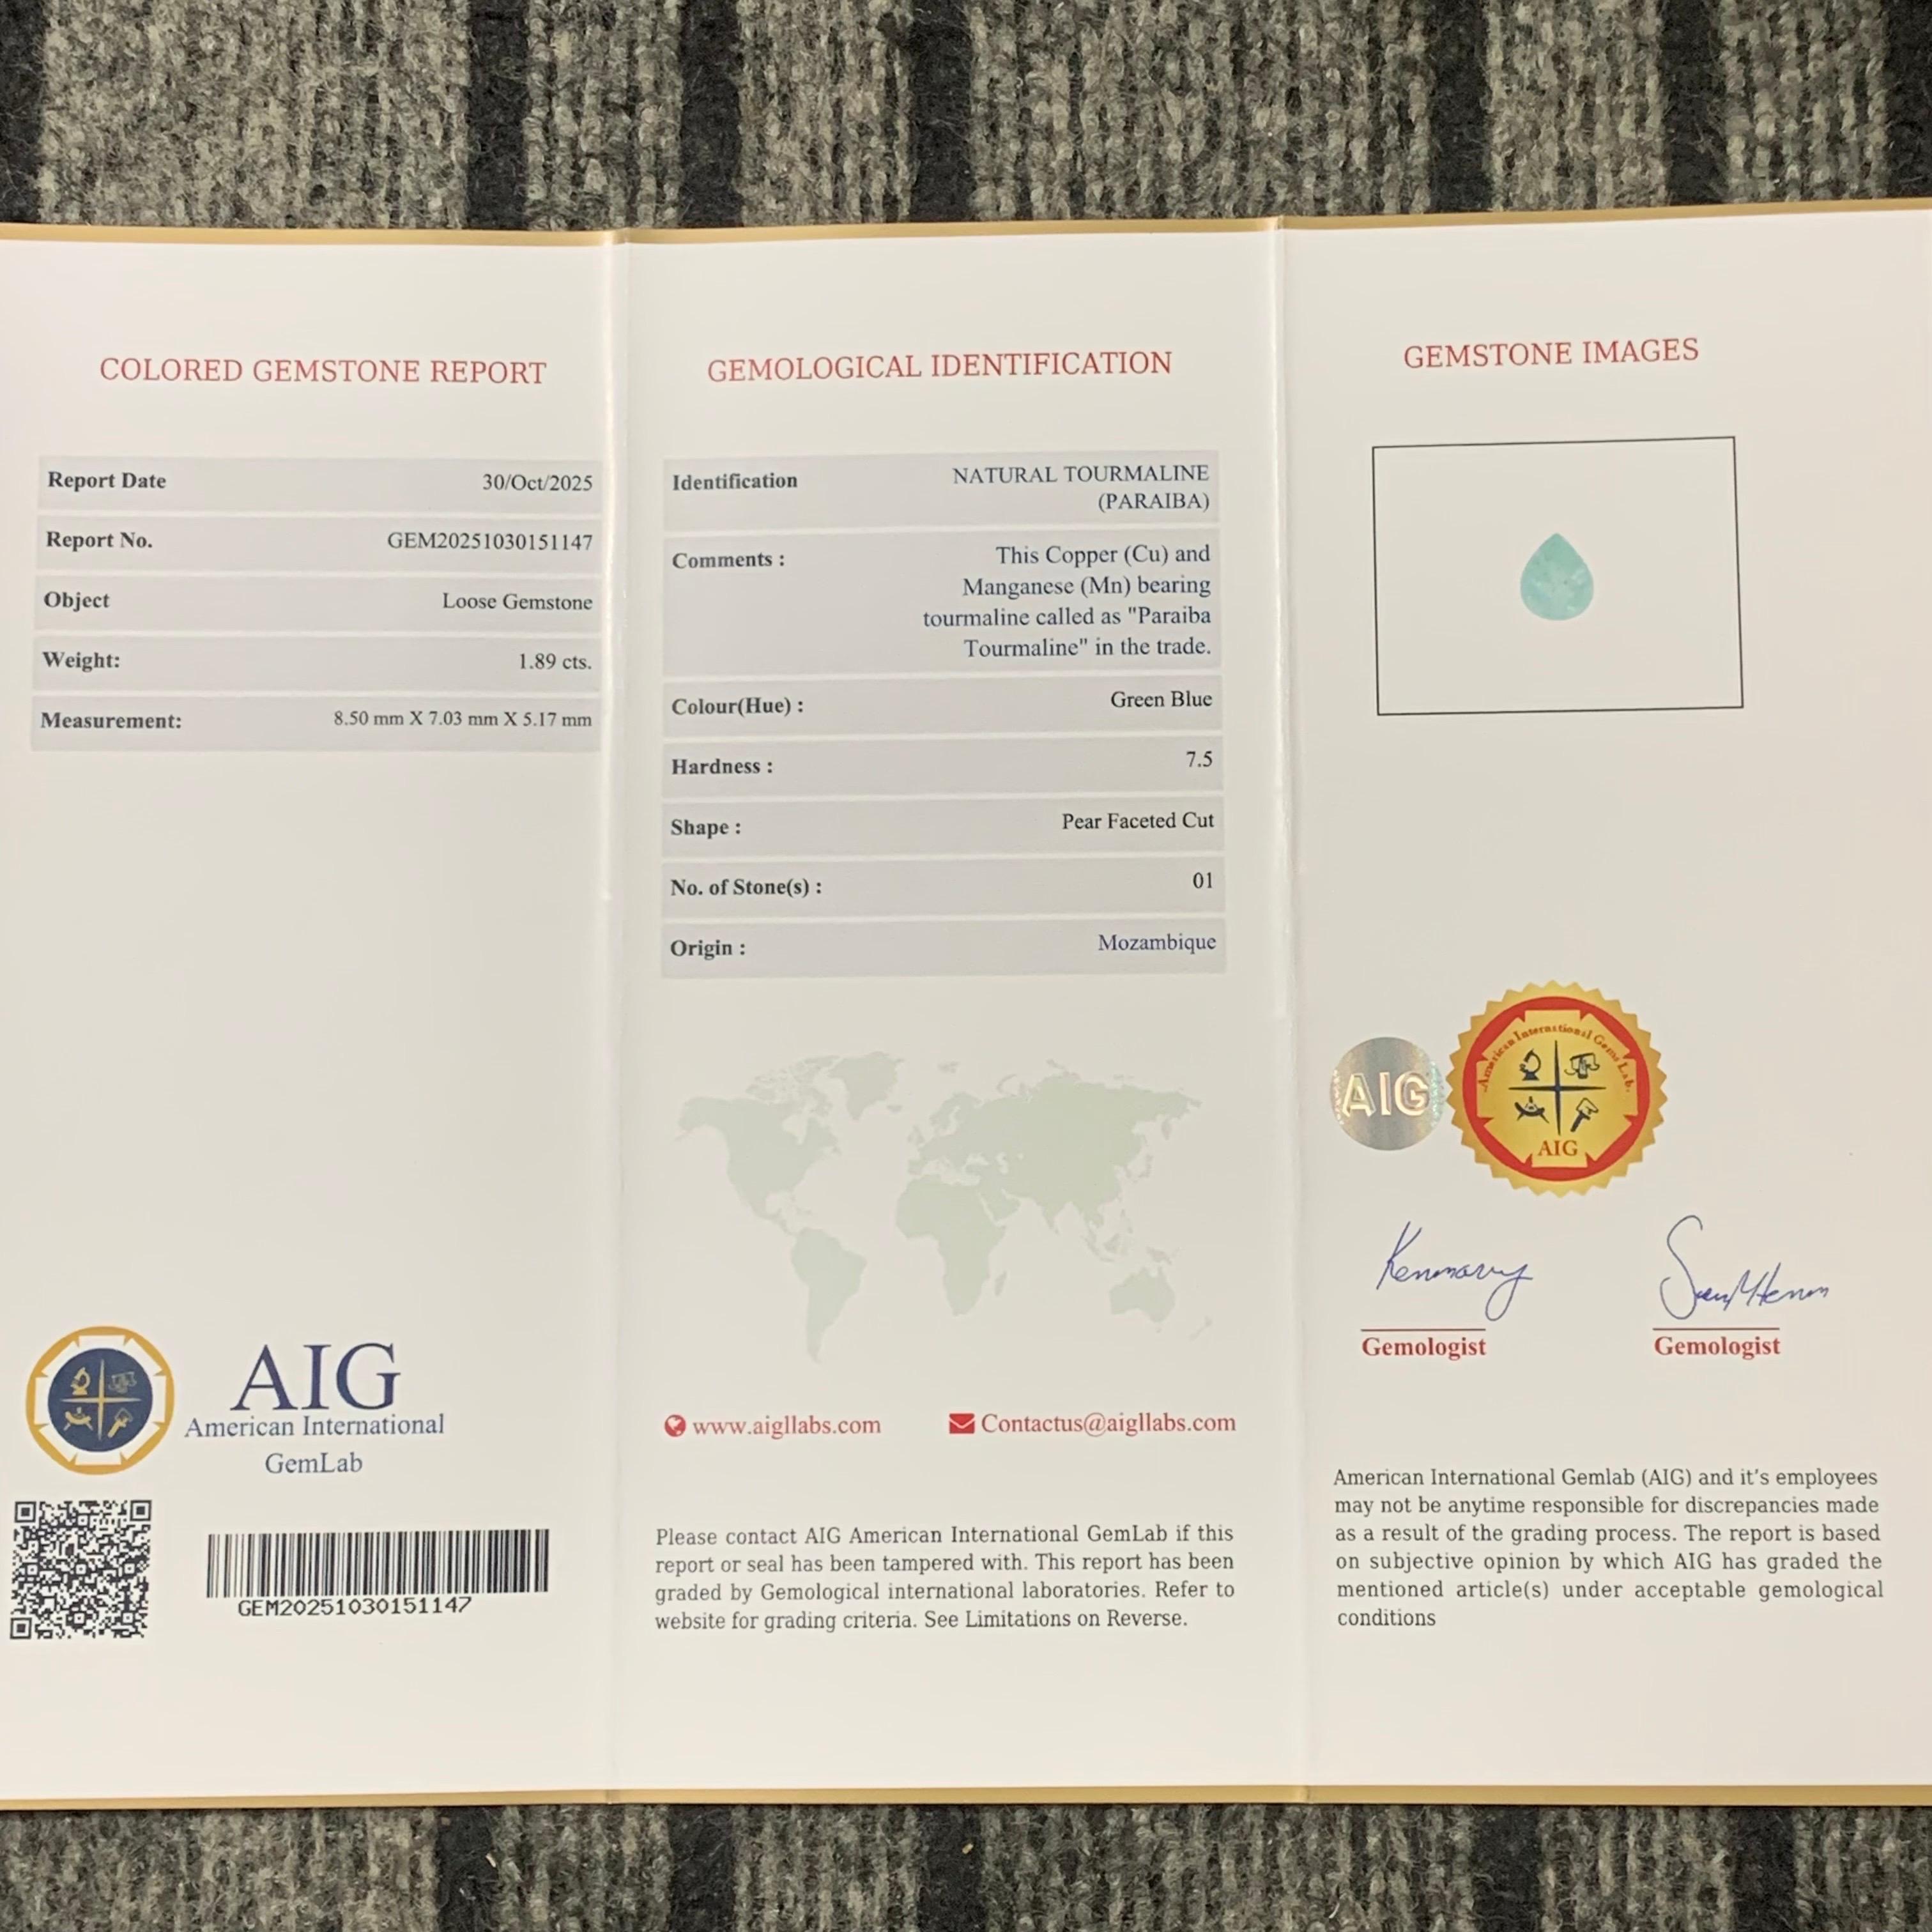 COLORED GEMSTONE REPORT
Report Date 30/Oct/2025
Report No. GEM20251030151147
Object Loose Gemstone
Weight: 1.89 cts.
Measurement: 8.50 mm X 7.03 mm X 5.17 mm
AIG
American International
GemLab
GEM20251030151147
GEMOLOGICAL IDENTIFICATION
Identification NATURAL TOURMALINE
(PARAIBA)
Comments : This Copper (Cu) and
Manganese (Mn) bearing
tourmaline called as "Paraiba
Tourmaline" in the trade.
Colour(Hue) : Green Blue
Hardness : 7.5
Shape : Pear Faceted Cut
No. of Stone(s) : 01
Origin : Mozambique
www.aigllabs.com Contactus@aigllabs.com
Please contact AIG American International GemLab if this
report or seal has been tampered with. This report has been
graded by Gemological international laboratories. Refer to
website for grading criteria. See Limitations on Reverse.
GEMSTONE IMAGES
AIG
American International Gems Lab.
AIG
Gemologist Gemologist
American International Gemlab (AIG) and it's employees
may not be anytime responsible for discrepancies made
as a result of the grading process. The report is based
on subjective opinion by which AIG has graded the
mentioned article(s) under acceptable gemological
conditions